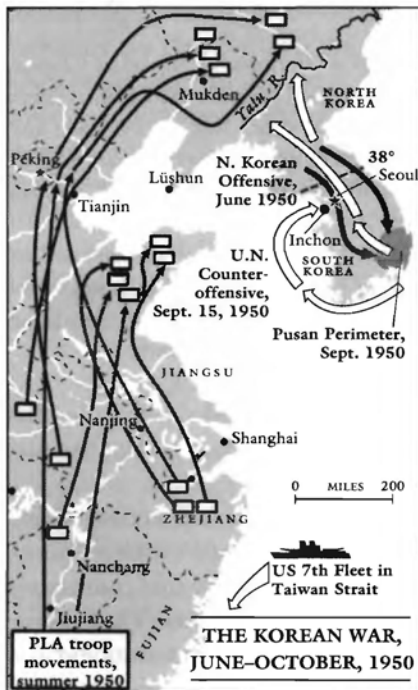 Mukden
Yalu R.
NORTH
KOREA
Peking
Tianjin
Lüshun
N. Korean
Offensive,
June 1950
38°
Seoul
Inchon
SOUTH
KOREA
U.N.
Counter-
offensive,
Sept. 15, 1950
Pusan Perimeter,
Sept. 1950
JIANGSU
Nanjing
Shanghai
0 MILES 200
ZHEJIANG
Nanchang
US 7th Fleet in
Taiwan Strait
Jiujiang
FUJIAN
PLA troop
movements,
summer 1950
THE KOREAN WAR,
JUNE–OCTOBER, 1950